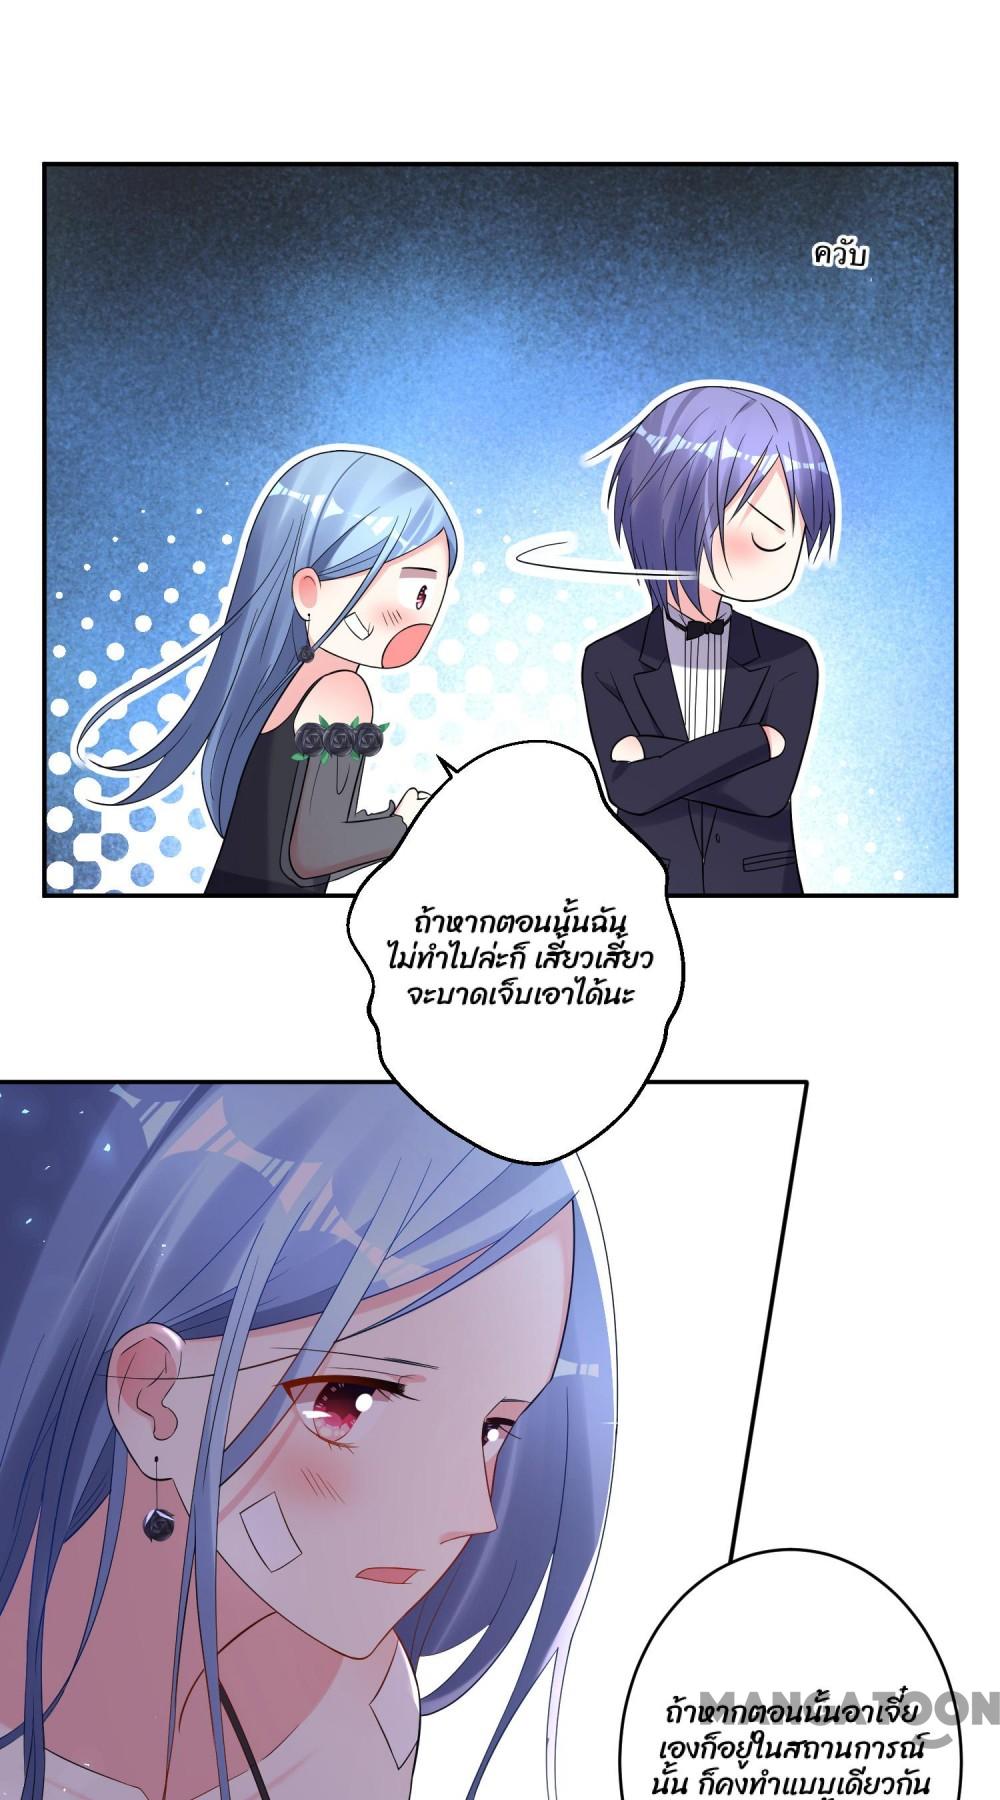 ควับ
ถ้าหากตอนนั้นฉัน
ไม่ทำไปล่ะก็ เสี้ยวเสี้ยว
จะบาดเจ็บเอาได้นะ
MANGATOON
ถ้าหากตอนนั้นอาเจี๋ย
เองก็อยู่ในสถานการณ์
นั้น ก็คงทำแบบเดียวกัน